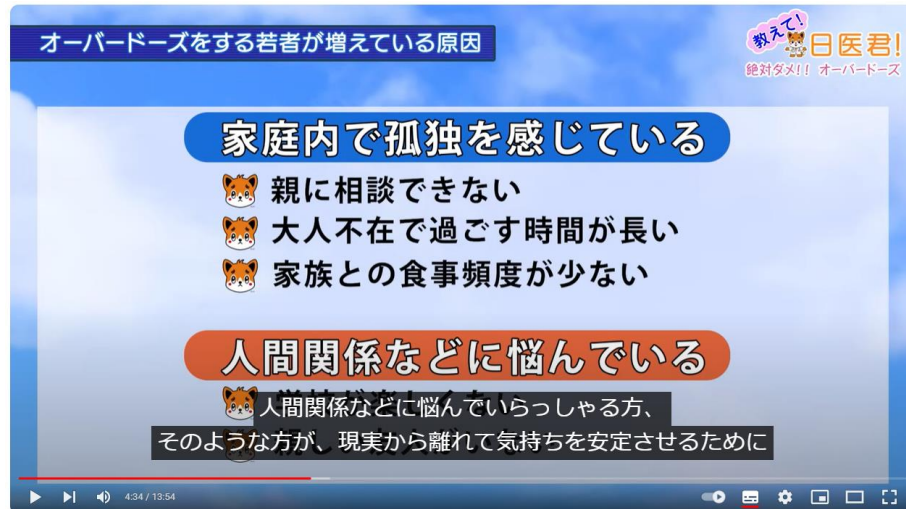 オーバードーズをする若者が増えている原因
教えて!
日医君!
絶対ダメ!! オーバードーズ
家庭内で孤独を感じている
親に相談できない
大人不在で過ごす時間が長い
家族との食事頻度が少ない
人間関係などに悩んでいる
人間関係などに悩んでいらっしゃる方、
そのような方が、現実から離れて気持ちを安定させるために
4:34 / 13:54